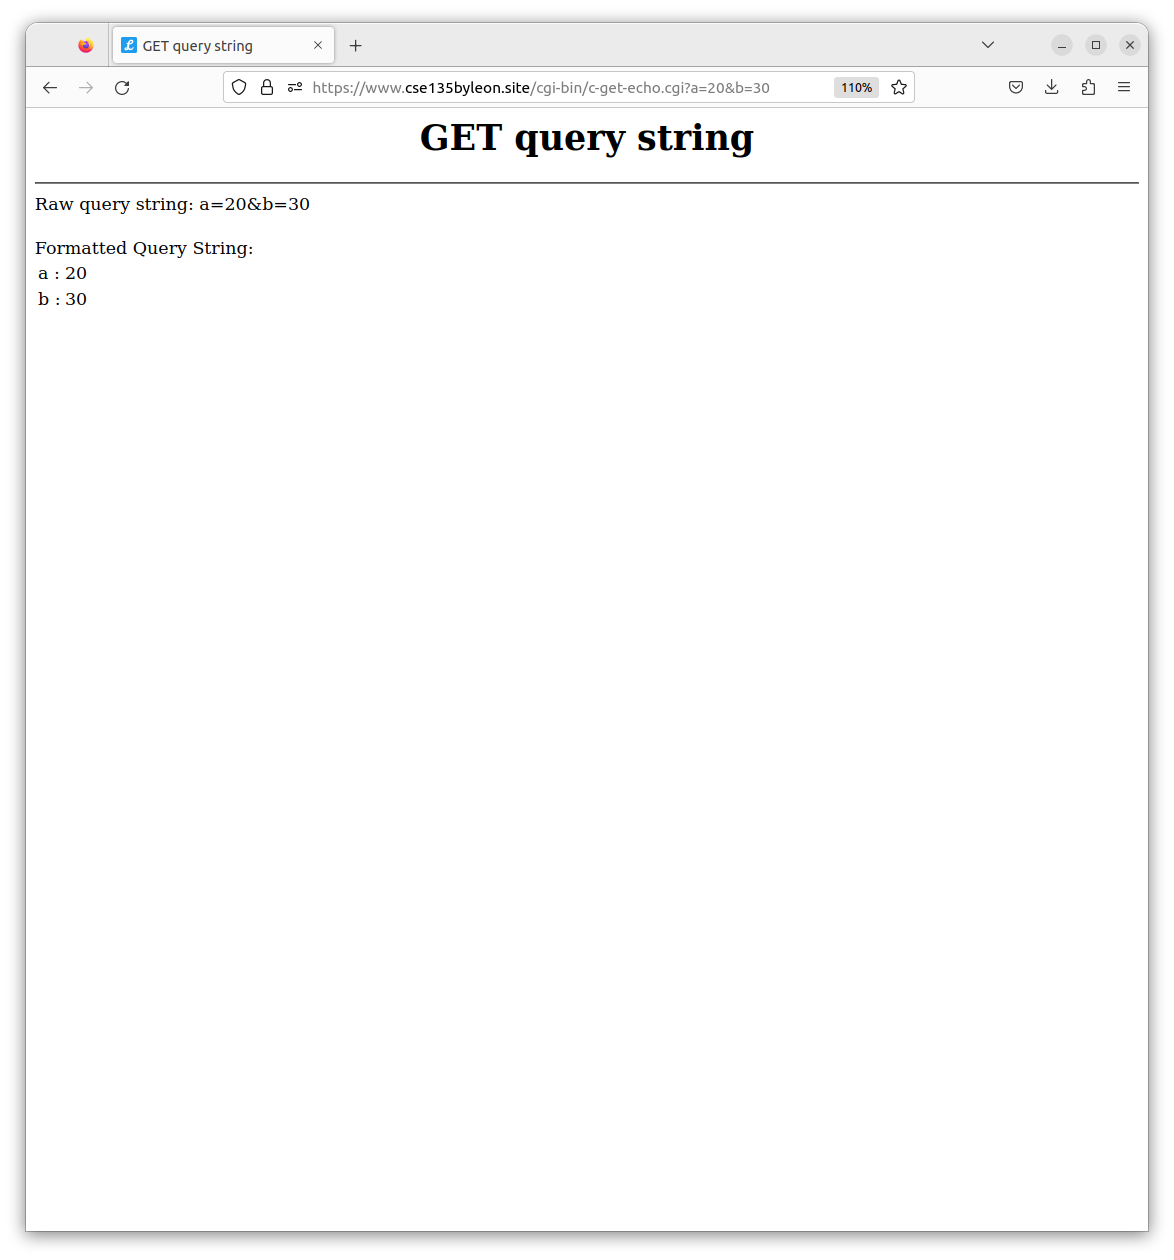 GET query string
https://www.cse135byleon.site/cgi-bin/c-get-echo.cgi?a=20&b=30 110%
GET query string
Raw query string: a=20&b=30
Formatted Query String:
a : 20
b : 30